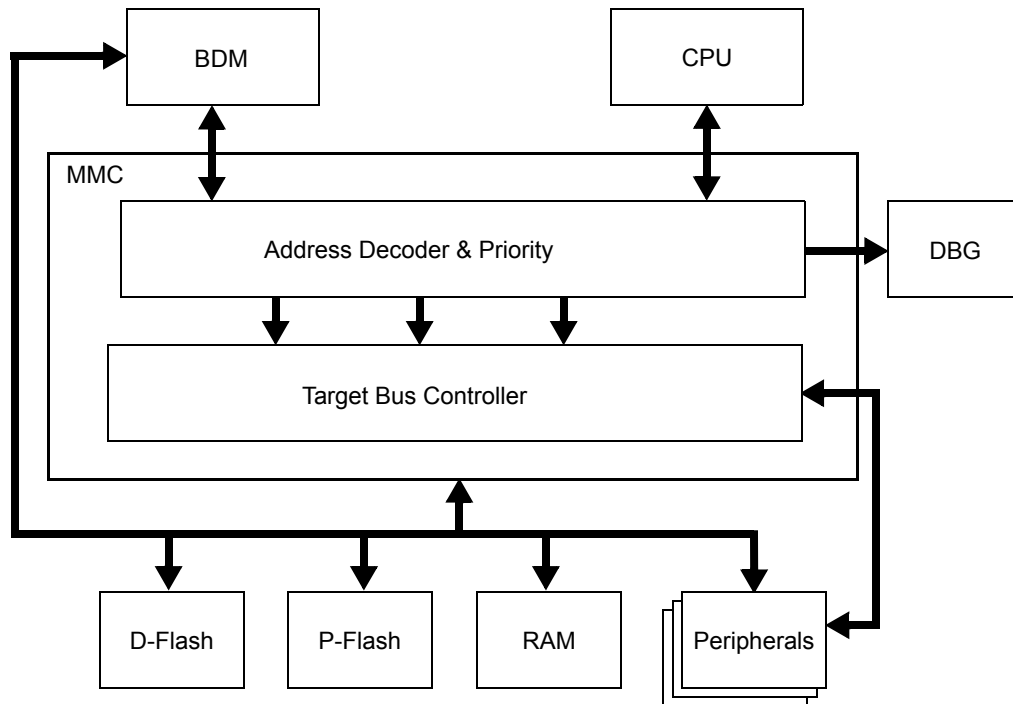 BDM
CPU
MMC
Address Decoder & Priority
DBG
Target Bus Controller
D-Flash
P-Flash
RAM
Peripherals